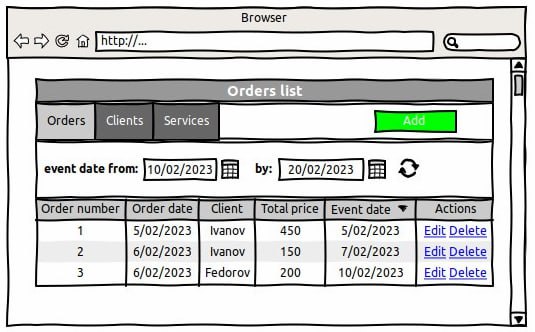 Browser
http://...
Orders list
Orders Clients Services Add
event date from: 10/02/2023 by: 20/02/2023
Order number Order date Client Total price Event date Actions
1 5/02/2023 Ivanov 450 5/02/2023 Edit Delete
2 6/02/2023 Ivanov 150 7/02/2023 Edit Delete
3 6/02/2023 Fedorov 200 10/02/2023 Edit Delete